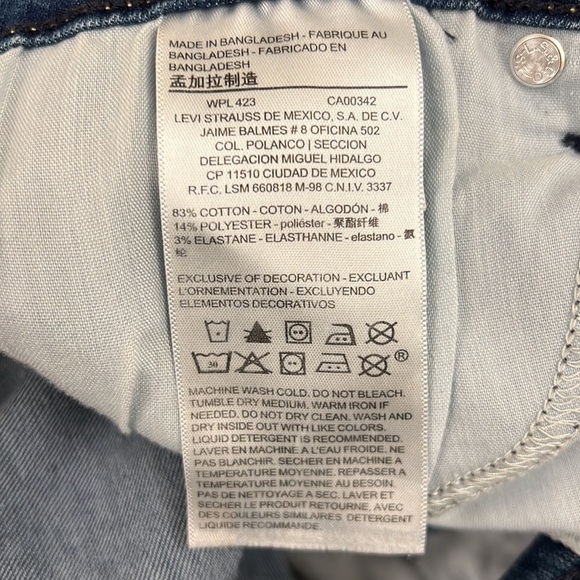 MADE IN BANGLADESH - FABRIQUE AU
BANGLADESH - FABRICADO EN
BANGLADESH
孟加拉制造
WPL 423 CA00342
LEVI STRAUSS DE MEXICO, S.A. DE C.V.
JAIME BALMES # 8 OFICINA 502
COL. POLANCO | SECCION
DELEGACION MIGUEL HIDALGO
CP 11510 CIUDAD DE MEXICO
R.F.C. LSM 660818 M-98 C.N.I.V. 3337
83% COTTON - COTON - ALGODÓN - 棉
14% POLYESTER - poliéster - 聚酯纤维
3% ELASTANE - ELASTHANNE - elastano - 氨
纶
EXCLUSIVE OF DECORATION - EXCLUANT
L'ORNEMENTATION - EXCLUYENDO
ELEMENTOS DECORATIVOS
30 ®
MACHINE WASH COLD. DO NOT BLEACH.
TUMBLE DRY MEDIUM. WARM IRON IF
NEEDED. DO NOT DRY CLEAN. WASH AND
DRY INSIDE OUT WITH LIKE COLORS.
LIQUID DETERGENT IS RECOMMENDED.
LAVER EN MACHINE A L'EAU FROIDE. NE
PAS BLANCHIR. SECHER EN MACHINE A
TEMPERATURE MOYENNE. REPASSER A
TEMPERATURE MOYENNE AU BESOIN.
PAS DE NETTOYAGE A SEC. LAVER ET
SECHER LE PRODUIT RETOURNE, AVEC
DES COULEURS SIMILAIRES. DETERGENT
LIQUIDE RECOMMANDE.